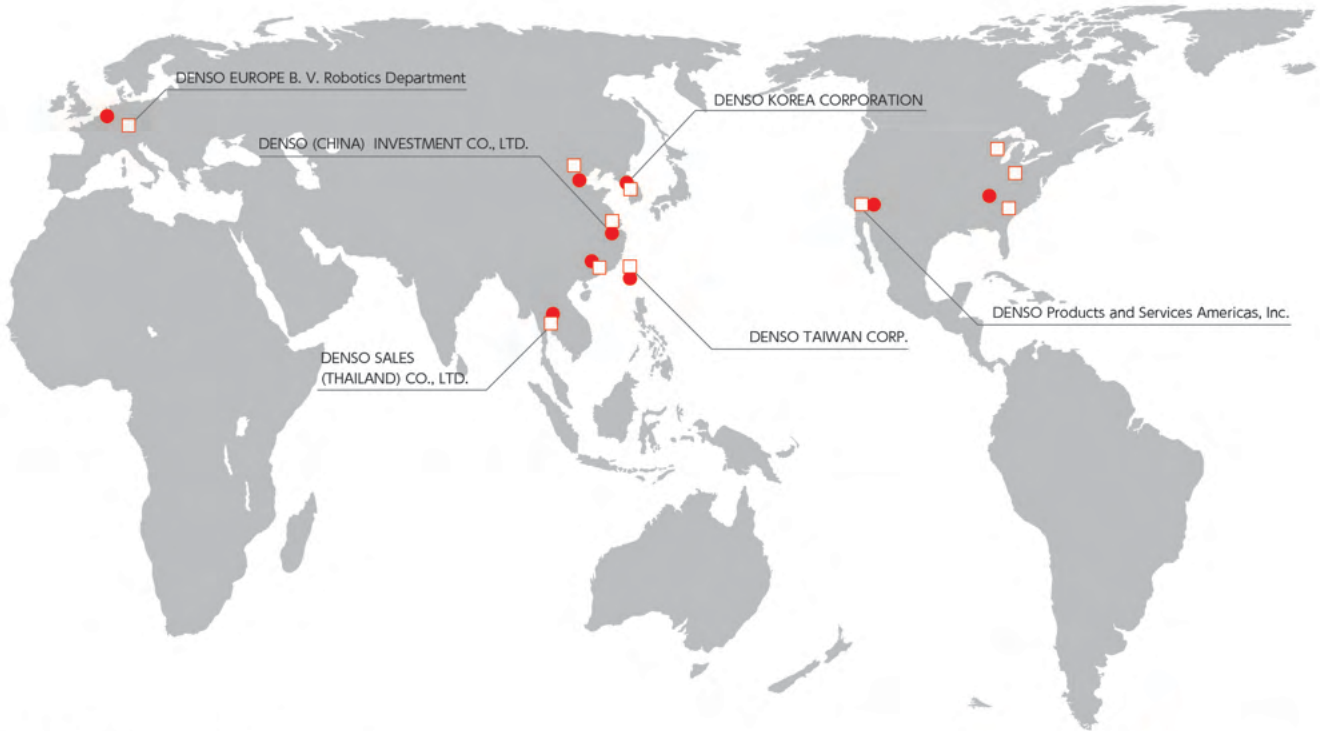 DENSO EUROPE B. V. Robotics Department
DENSO KOREA CORPORATION
DENSO (CHINA) INVESTMENT CO., LTD.
DENSO Products and Services Americas, Inc.
DENSO TAIWAN CORP.
DENSO SALES
(THAILAND) CO., LTD.